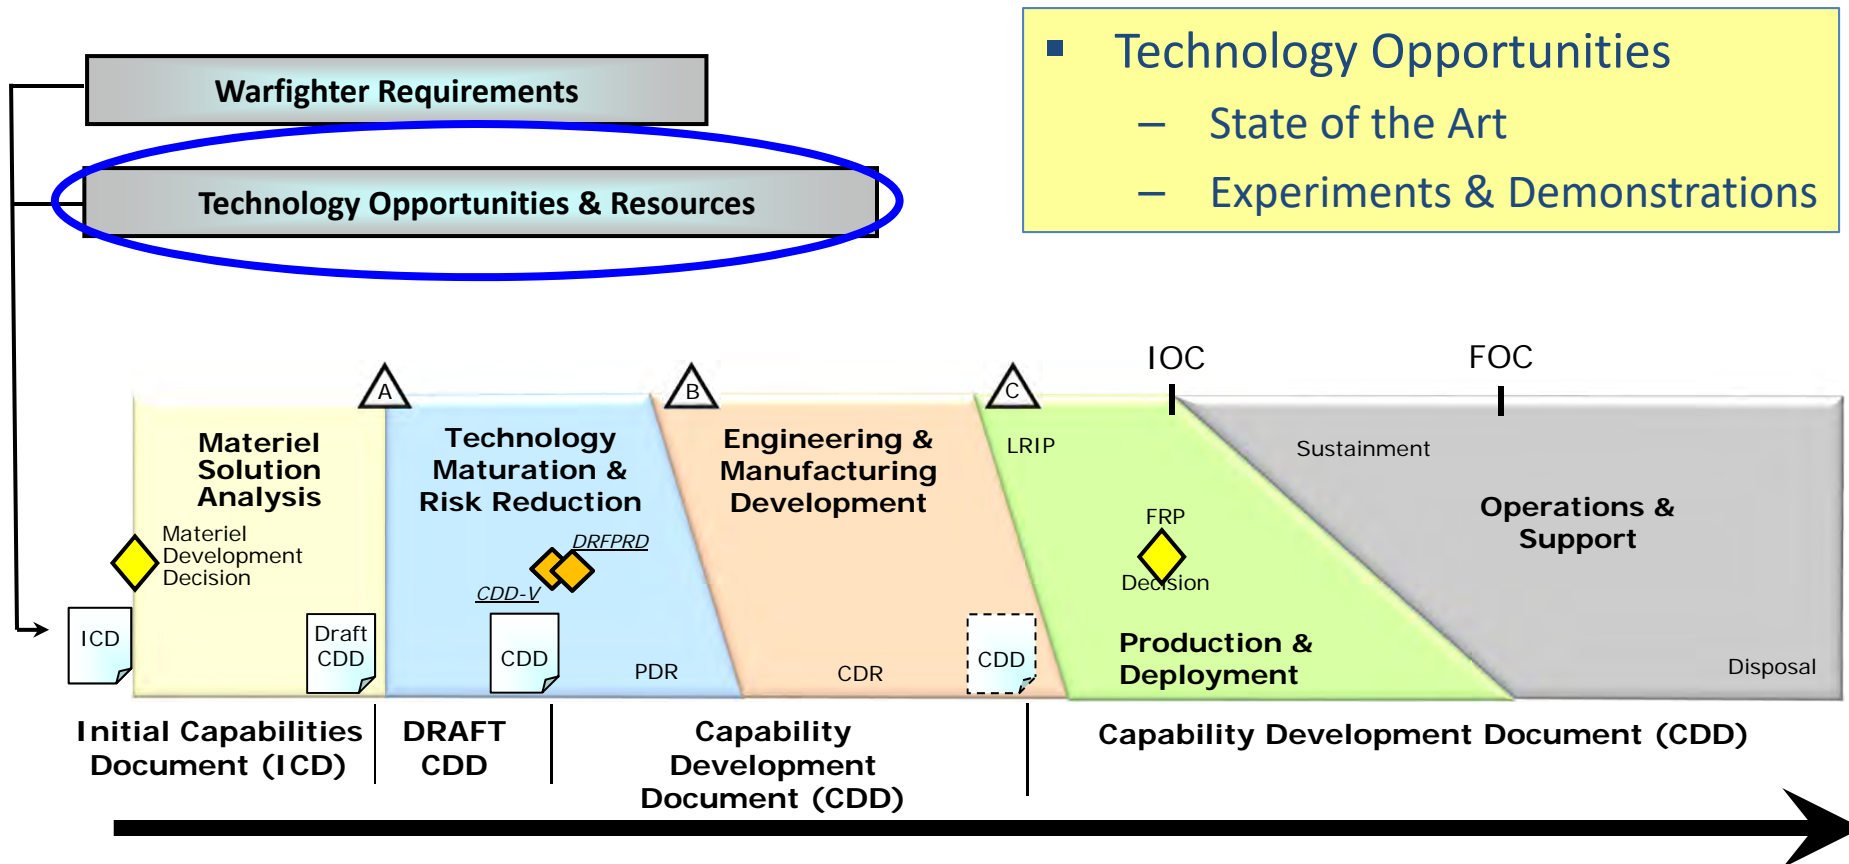 Warfighter Requirements
Technology Opportunities & Resources
▪ Technology Opportunities
– State of the Art
– Experiments & Demonstrations
IOC
FOC
A
B
C
Materiel
Solution
Analysis
Technology
Maturation &
Risk Reduction
Engineering &
Manufacturing
Development
LRIP
Sustainment
Operations &
Support
Materiel
Development
Decision
DRFPRD
CDD-V
FRP
Decision
ICD
Draft
CDD
CDD
PDR
CDR
CDD
Production &
Deployment
Disposal
Initial Capabilities
Document (ICD)
DRAFT
CDD
Capability
Development
Document (CDD)
Capability Development Document (CDD)